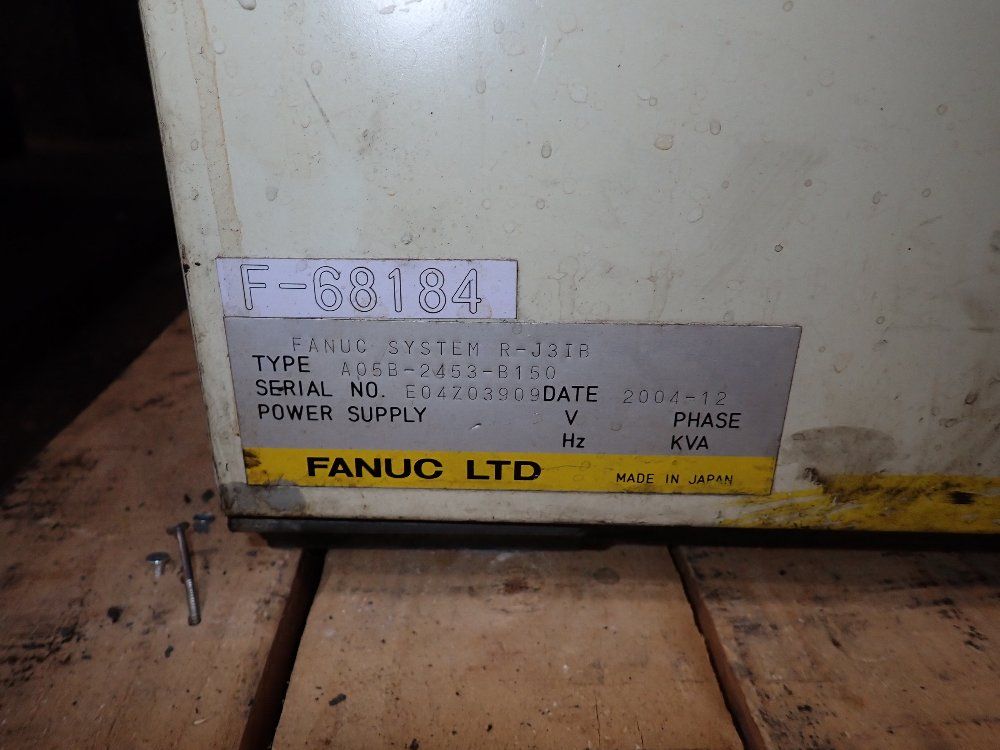 F-68184
FANUC SYSTEM R-J3IB
TYPE A05B-2453-B150
SERIAL NO. E04Z03909 DATE 2004-12
POWER SUPPLY V PHASE
Hz KVA
FANUC LTD MADE IN JAPAN